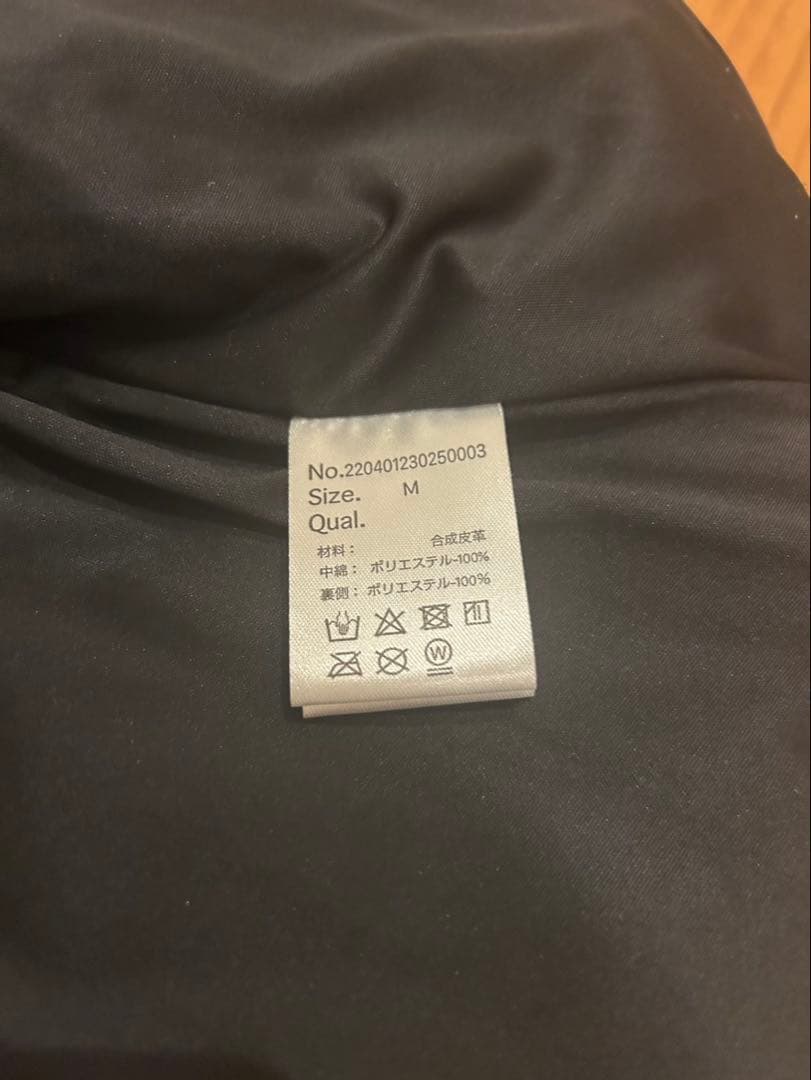 No.220401230250003
Size. M
Qual.
材料： 合成皮革
中綿： ポリエステル-100%
裏側： ポリエステル-100%
W